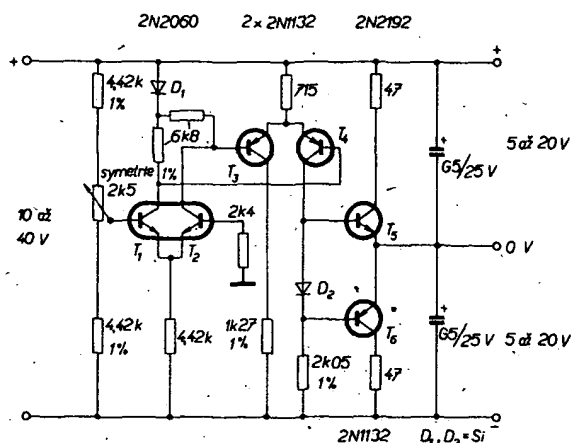 2N2060 2 x 2N1132 2N2192
+ +
4,42k
1%
D₁
715
47
6k8
1%
T₃
T₄
G5/25 V
5 až 20 V
symetrie
2k5
10 až
40 V
T₁ T₂
2k4
T₅
0 V
D₂
T₆
4,42k
1%
4,42k
1k27
1%
2k05
1%
47
G5/25 V
5 až 20 V
2N1132 D₁, D₂ = Si